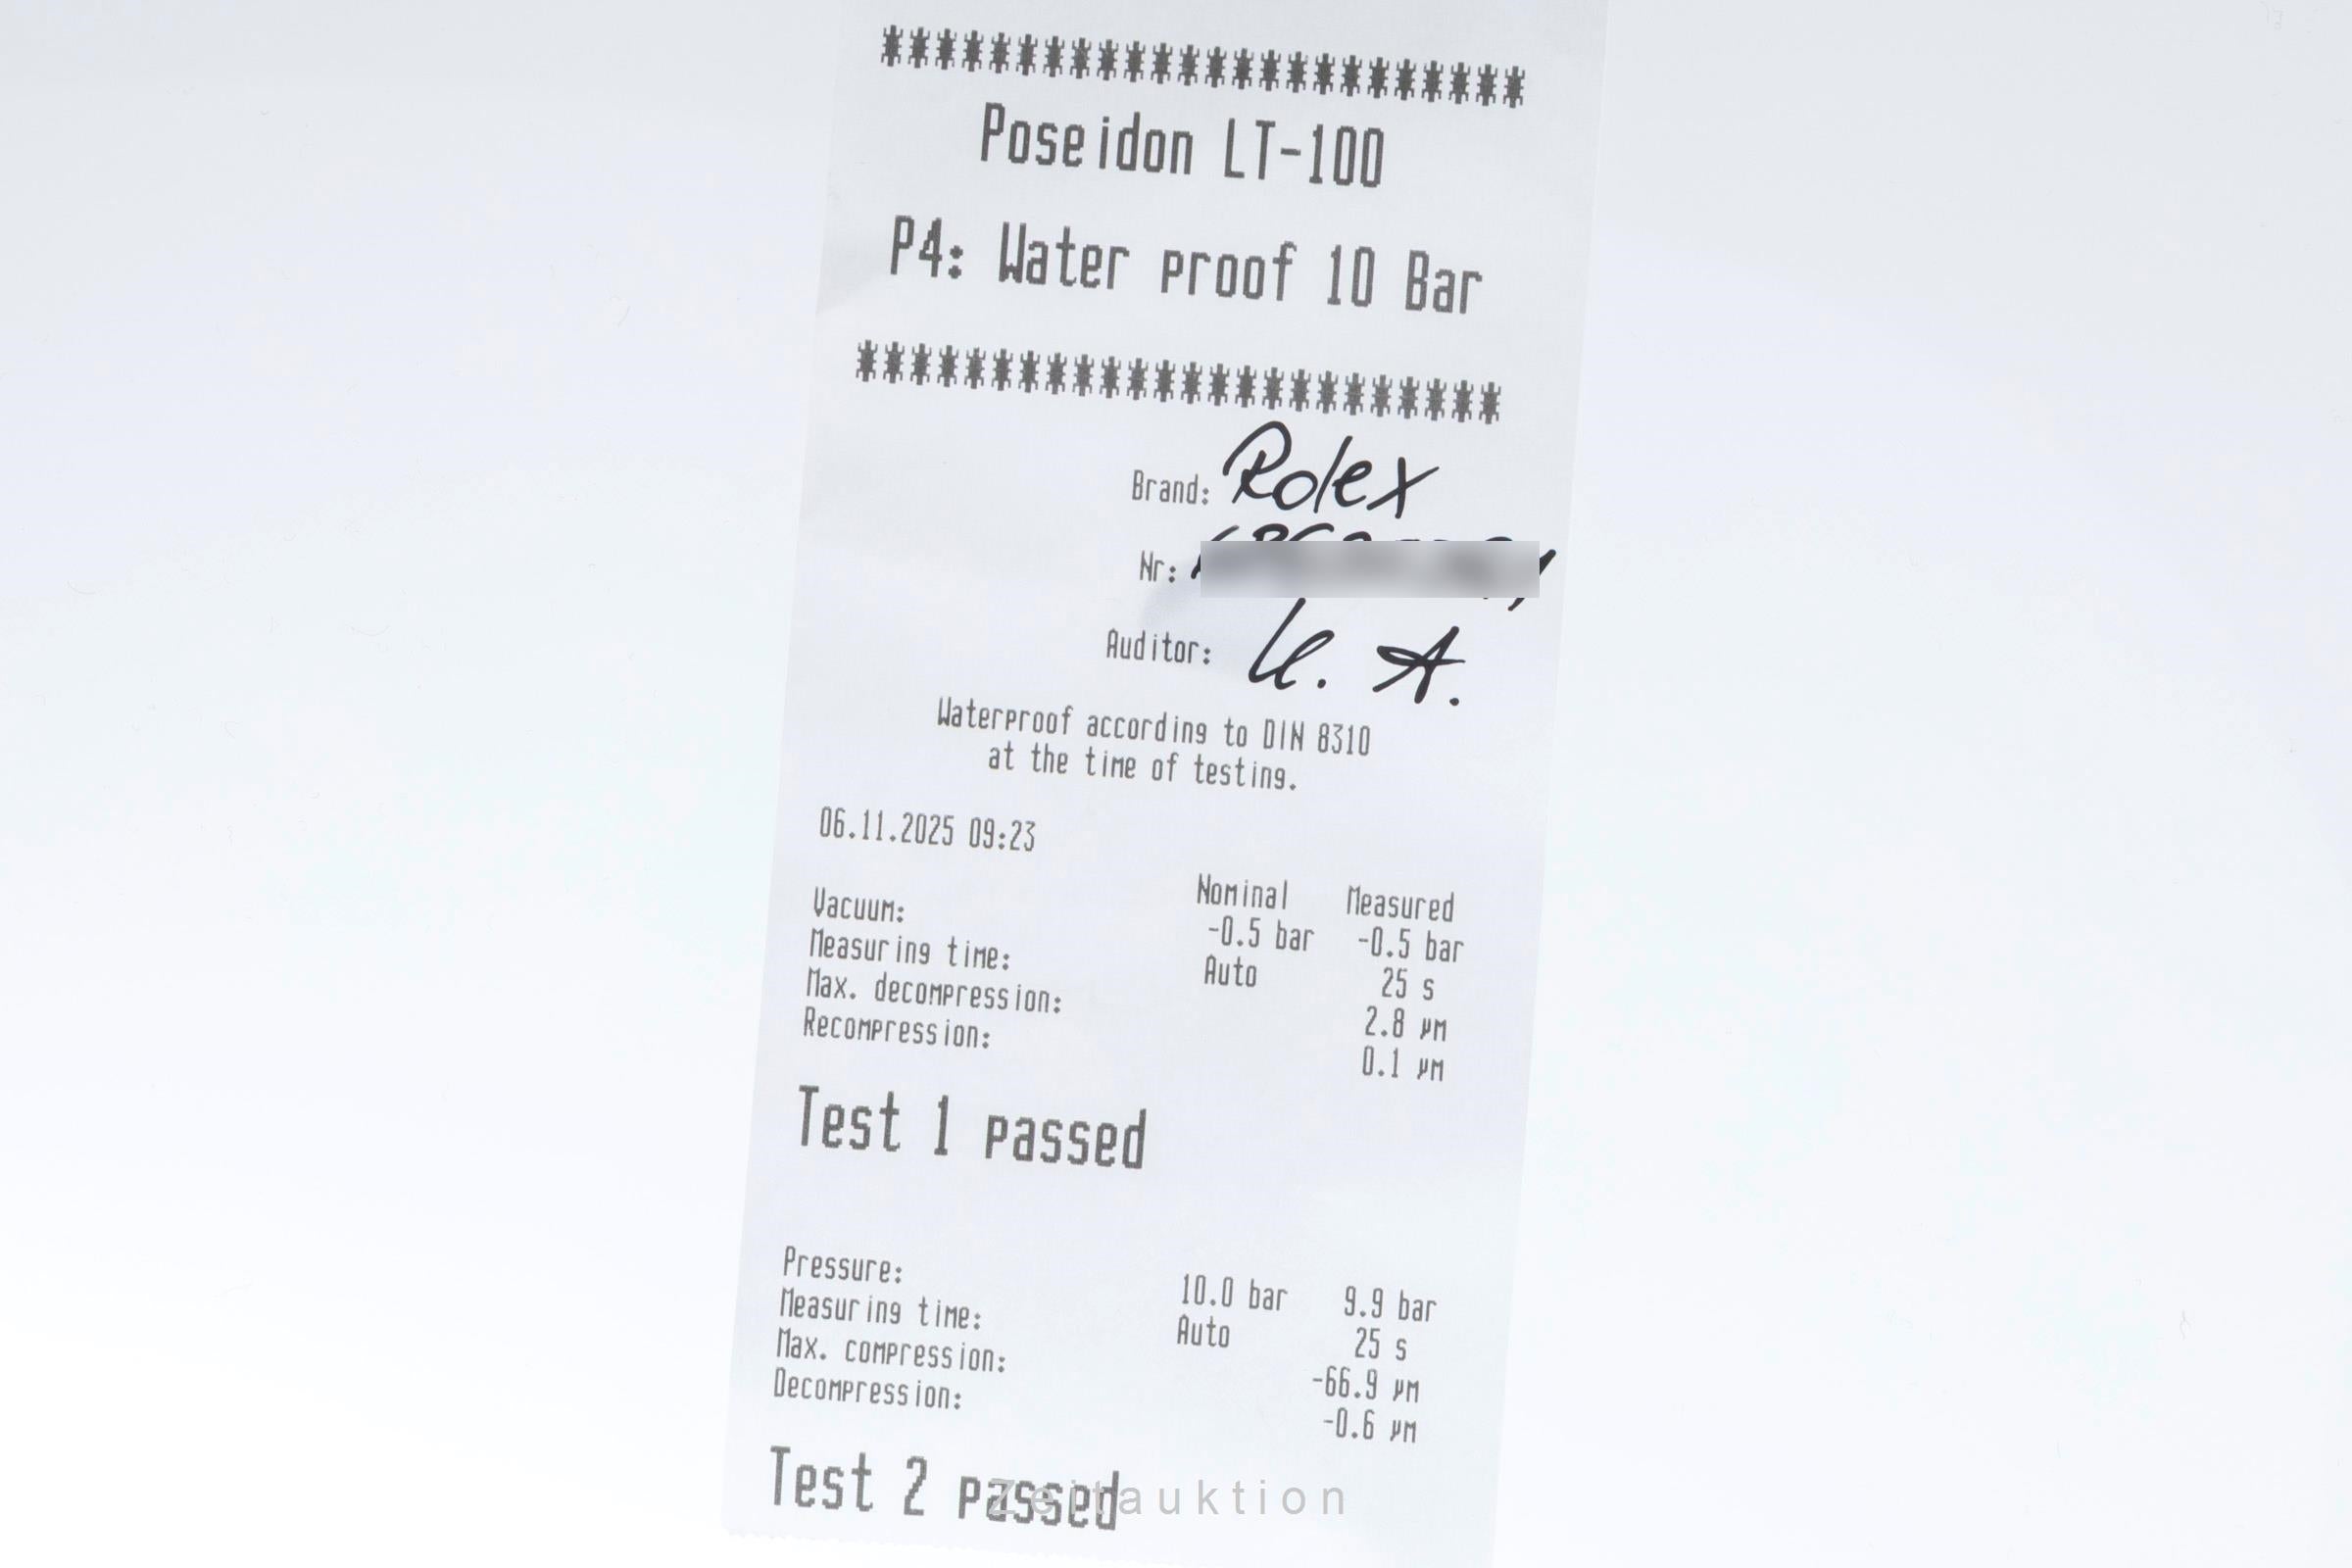 ************************
Poseidon LT-100
P4: Water proof 10 Bar
************************
Brand: Rolex
Nr:
Auditor: U. A.
Waterproof according to DIN 8310
at the time of testing.
06.11.2025 09:23
Nominal Measured
Vacuum: -0.5 bar -0.5 bar
Measuring time: Auto 25 s
Max. decompression: 2.8 µm
Recompression: 0.1 µm
Test 1 passed
Pressure: 10.0 bar 9.9 bar
Measuring time: Auto 25 s
Max. compression: -66.9 µm
Decompression: -0.6 µm
Test 2 passed
Zeitauktion